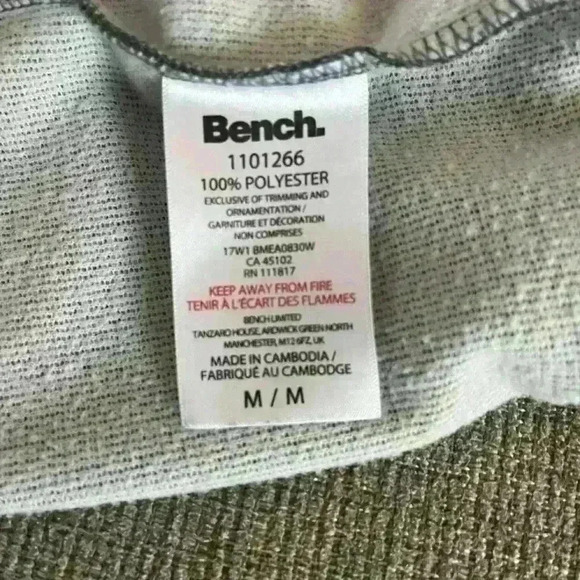 Bench.
1101266
100% POLYESTER
EXCLUSIVE OF TRIMMING AND
ORNAMENTATION /
GARNITURE ET DÉCORATION
NON COMPRISES
17W1 BMEA0830W
CA 45102
RN 111817
KEEP AWAY FROM FIRE
TENIR À L'ÉCART DES FLAMMES
BENCH LIMITED
TANZARO HOUSE, ARDWICK GREEN NORTH
MANCHESTER, M12 6FZ, UK
MADE IN CAMBODIA /
FABRIQUÉ AU CAMBODGE
M / M